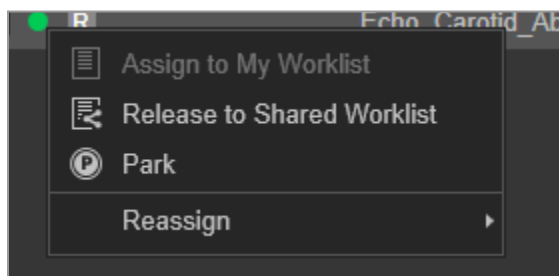 R Echo_Carotid_Ab
Assign to My Worklist
Release to Shared Worklist
P Park
Reassign